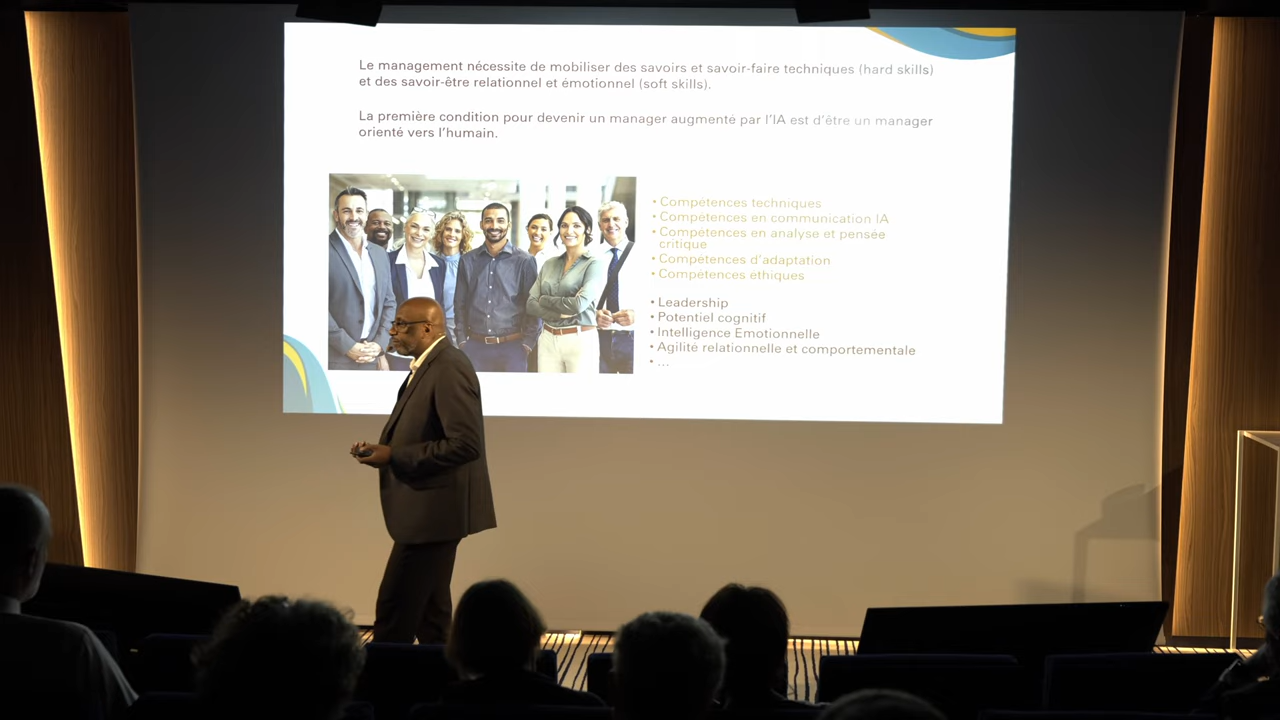 Le management nécessite de mobiliser des savoirs et savoir-faire techniques (hard skills)
et des savoir-être relationnel et émotionnel (soft skills).
La première condition pour devenir un manager augmenté par l'IA est d'être un manager
orienté vers l'humain.
• Compétences techniques
• Compétences en communication IA
• Compétences en analyse et pensée
critique
• Compétences d'adaptation
• Compétences éthiques
• Leadership
• Potentiel cognitif
• Intelligence Emotionnelle
• Agilité relationnelle et comportementale
• ...